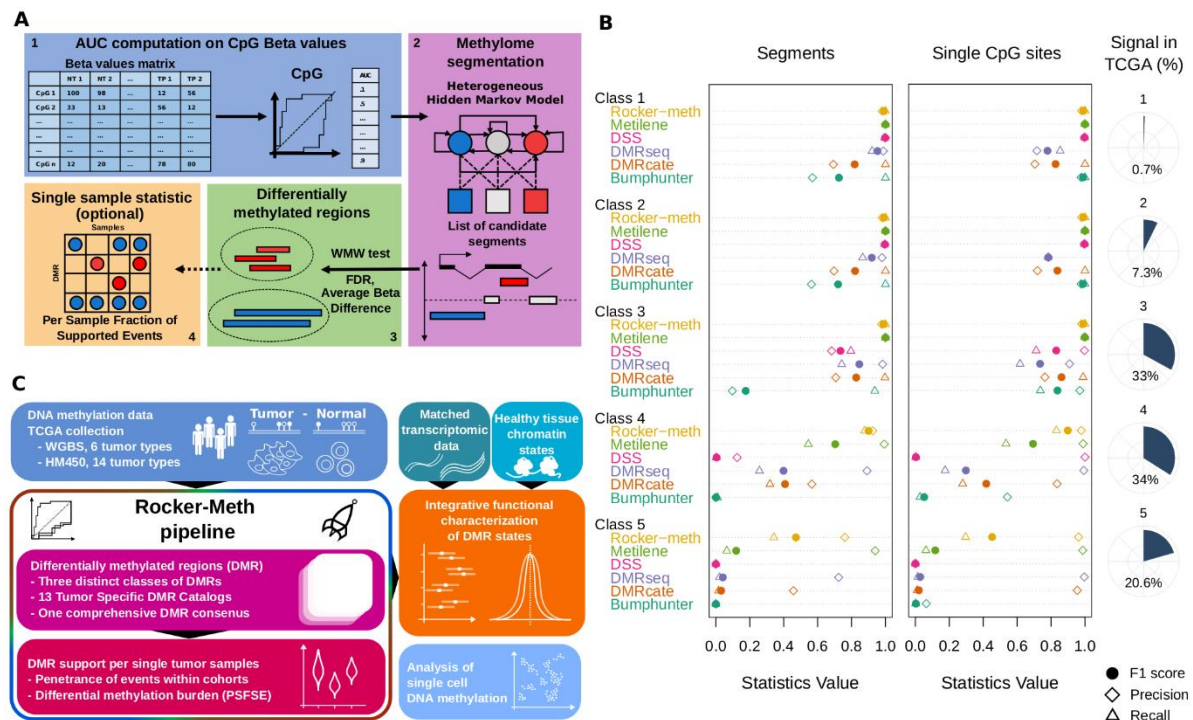 A
1
AUC computation on CpG Beta values
Beta values matrix
NT 1 NT 2 ... TP 1 TP 2
CpG 1 100 98 ... 12 56
CpG 2 33 13 ... 56 12
... ... ... ... ... ...
... ... ... ... ... ...
... ... ... ... ... ...
CpG n 12 20 ... 78 80
CpG
AUC
.1
.5
...
...
...
.9
2
Methylome
segmentation
Heterogeneous
Hidden Markov Model
List of candidate
segments
Single sample statistic
(optional)
Samples
DMR
Per Sample Fraction of
Supported Events
4
Differentially
methylated regions
WMW test
FDR,
Average Beta
Difference
3
B
Segments
Single CpG sites
Signal in
TCGA (%)
Class 1
Rocker−meth
Metilene
DSS
DMRseq
DMRcate
Bumphunter
1
0.7%
Class 2
Rocker−meth
Metilene
DSS
DMRseq
DMRcate
Bumphunter
2
7.3%
Class 3
Rocker−meth
Metilene
DSS
DMRseq
DMRcate
Bumphunter
3
33%
Class 4
Rocker−meth
Metilene
DSS
DMRseq
DMRcate
Bumphunter
4
34%
Class 5
Rocker−meth
Metilene
DSS
DMRseq
DMRcate
Bumphunter
5
20.6%
0.0 0.2 0.4 0.6 0.8 1.0
0.0 0.2 0.4 0.6 0.8 1.0
Statistics Value
Statistics Value
F1 score
Precision
Recall
C
DNA methylation data
TCGA collection
- WGBS, 6 tumor types
- HM450, 14 tumor types
Tumor - Normal
Matched
transcriptomic
data
Healthy tissue
chromatin
states
Rocker-Meth
pipeline
Differentially methylated regions (DMR)
- Three distinct classes of DMRs
- 13 Tumor Specific DMR Catalogs
- One comprehensive DMR consenus
DMR support per single tumor samples
- Penetrance of events within cohorts
- Differential methylation burden (PSFSE)
Integrative functional
characterization
of DMR states
Analysis of
single cell
DNA methylation